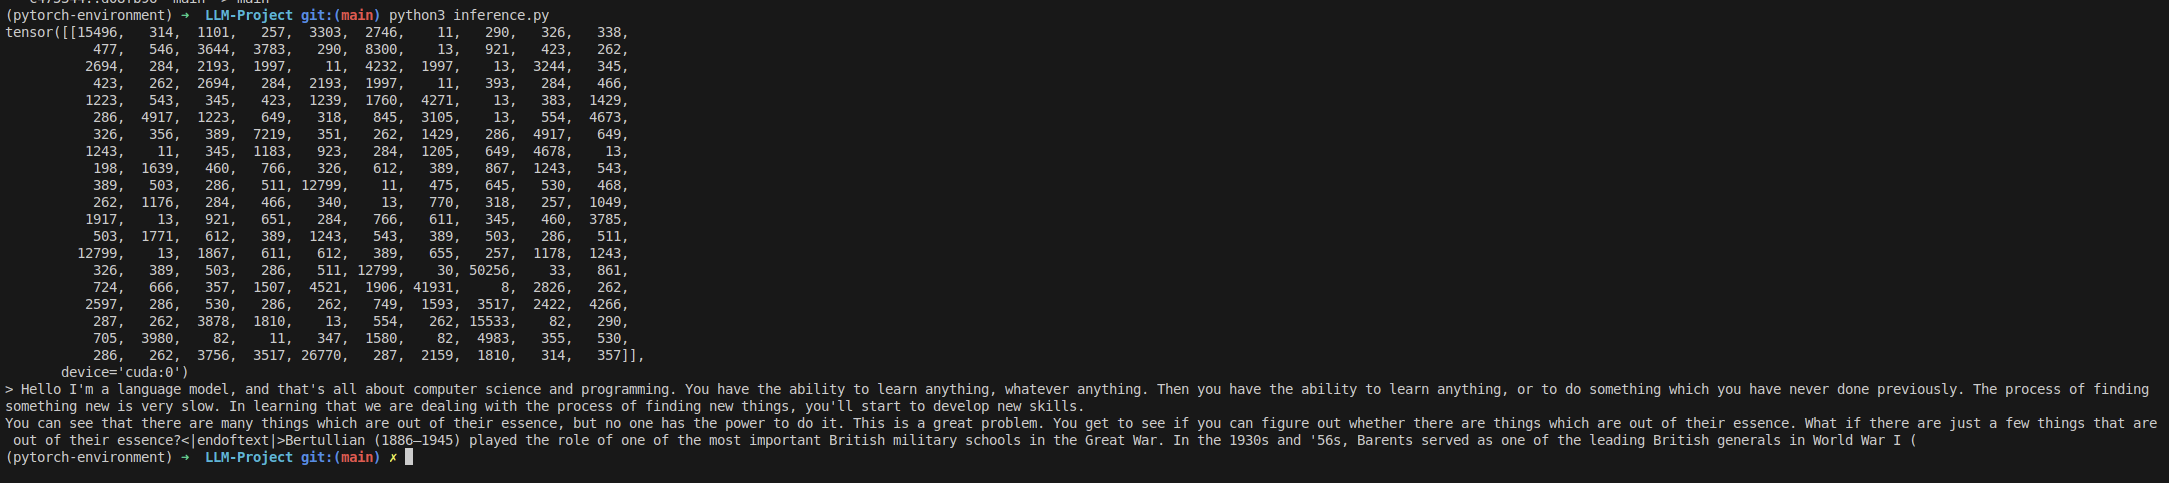 (pytorch-environment) ➜  LLM-Project git:(main) python3 inference.py
tensor([[15496,   314,  1101,   257,  3303,  2746,    11,   290,   326,   338,
           477,   546,  3644,  3783,   290,  8300,    13,   921,   423,   262,
          2694,   284,  2193,  1997,    11,  4232,  1997,    13,  3244,   345,
           423,   262,  2694,   284,  2193,  1997,    11,   393,   284,   466,
          1223,   543,   345,   423,  1239,  1760,  4271,    13,   383,  1429,
           286,  4917,  1223,   649,   318,   845,  3105,    13,   554,  4673,
           326,   356,   389,  7219,   351,   262,  1429,   286,  4917,   649,
          1243,    11,   345,  1183,   923,   284,  1205,   649,  4678,    13,
           198,  1639,   460,   766,   326,   612,   389,   867,  1243,   543,
           389,   503,   286,   511, 12799,    11,   475,   645,   530,   468,
           262,  1176,   284,   466,   340,    13,   770,   318,   257,  1049,
          1917,    13,   921,   651,   284,   766,   611,   345,   460,  3785,
           503,  1771,   612,   389,  1243,   543,   389,   503,   286,   511,
         12799,    13,  1867,   611,   612,   389,   655,   257,  1178,  1243,
           326,   389,   503,   286,   511, 12799,    30, 50256,    33,   861,
           724,   666,   357,  1507,  4521,  1906, 41931,     8,  2826,   262,
          2597,   286,   530,   286,   262,   749,  1593,  3517,  2422,  4266,
           287,   262,  3878,  1810,    13,   554,   262, 15533,    82,   290,
           705,  3980,    82,    11,   347,  1580,    82,  4983,   355,   530,
           286,   262,  3756,  3517, 26770,   287,  2159,  1810,   314,   357]],
       device='cuda:0')
> Hello I'm a language model, and that's all about computer science and programming. You have the ability to learn anything, whatever anything. Then you have the ability to learn anything, or to do something which you have never done previously. The process of finding
something new is very slow. In learning that we are dealing with the process of finding new things, you'll start to develop new skills.
You can see that there are many things which are out of their essence, but no one has the power to do it. This is a great problem. You get to see if you can figure out whether there are things which are out of their essence. What if there are just a few things that are
 out of their essence?<|endoftext|>Bertullian (1886–1945) played the role of one of the most important British military schools in the Great War. In the 1930s and '56s, Barents served as one of the leading British generals in World War I (
(pytorch-environment) ➜  LLM-Project git:(main) ✗